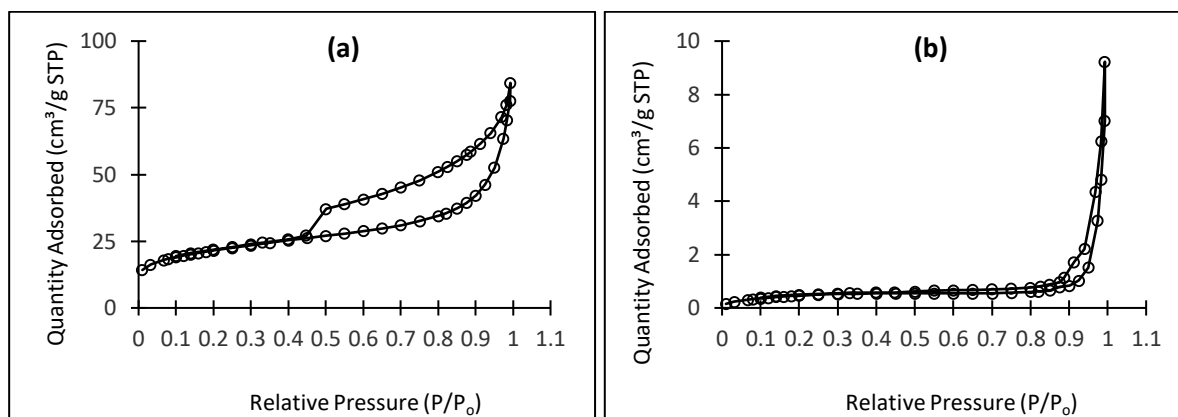 (a)
Quantity Adsorbed (cm³/g STP)
100
75
50
25
0
0 0.1 0.2 0.3 0.4 0.5 0.6 0.7 0.8 0.9 1 1.1
Relative Pressure (P/Pₒ)
(b)
Quantity Adsorbed (cm³/g STP)
10
8
6
4
2
0
0 0.1 0.2 0.3 0.4 0.5 0.6 0.7 0.8 0.9 1 1.1
Relative Pressure (P/Pₒ)